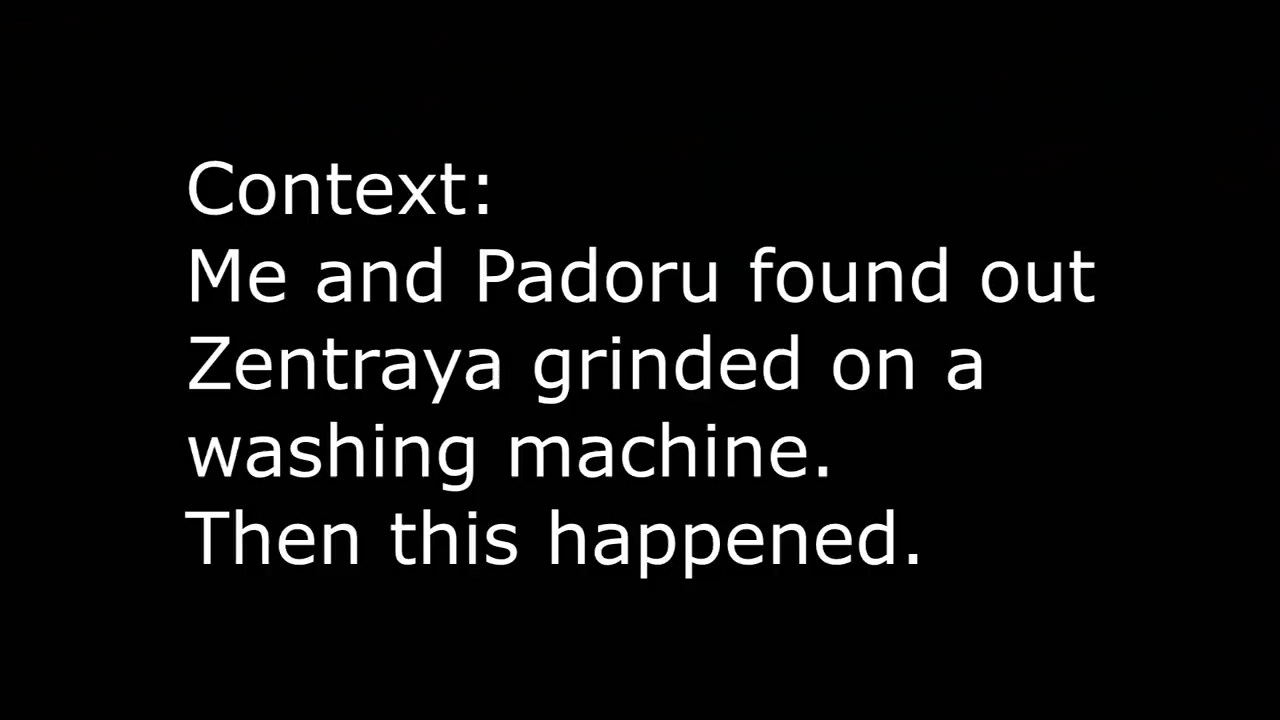 Context:
Me and Padoru found out
Zentraya grinded on a
washing machine.
Then this happened.